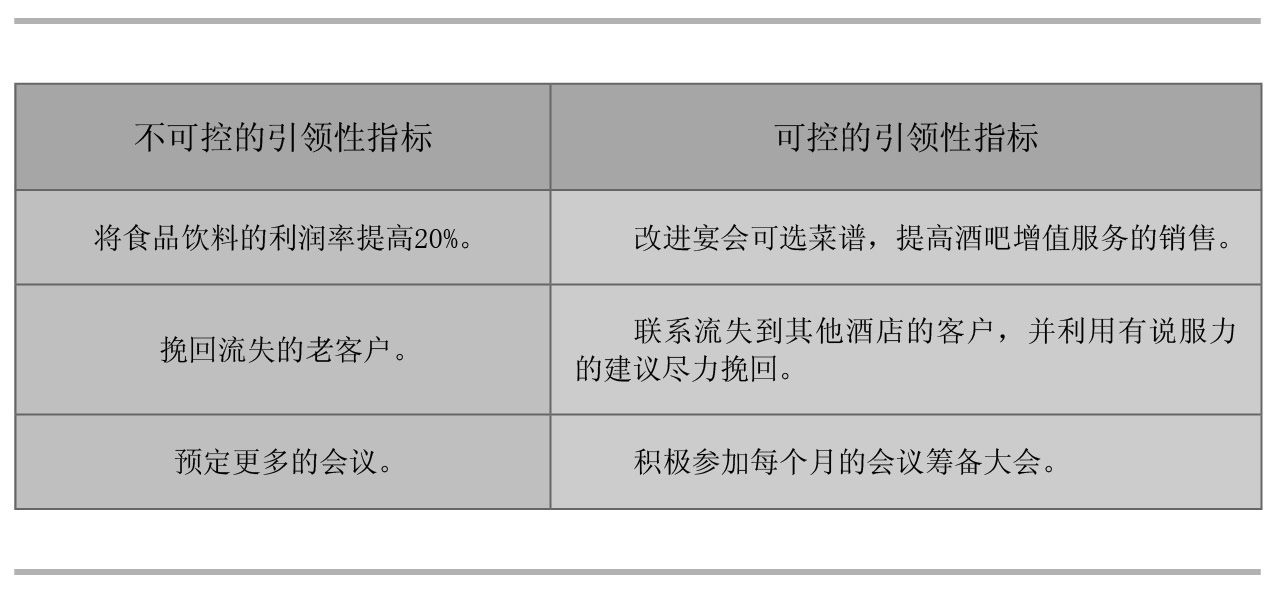 不可控的引领性指标
可控的引领性指标
将食品饮料的利润率提高20%。
改进宴会可选菜谱，提高酒吧增值服务的销售。
挽回流失的老客户。
联系流失到其他酒店的客户，并利用有说服力
的建议尽力挽回。
预定更多的会议。
积极参加每个月的会议筹备大会。